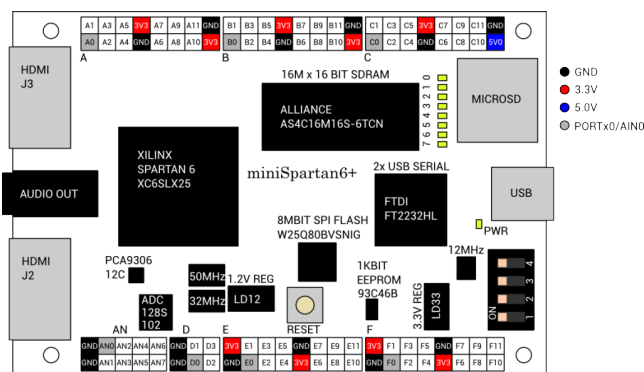 A1 A3 A5 3V3 A7 A9 A11 GND B1 B3 B5 3V3 B7 B9 B11 GND C1 C3 C5 3V3 C7 C9 C11 GND
A0 A2 A4 GND A6 A8 A10 3V3 B0 B2 B4 GND B6 B8 B10 3V3 C0 C2 C4 GND C6 C8 C10 5V0
A B C
HDMI
J3
16M x 16 BIT SDRAM
ALLIANCE
AS4C16M16S-6TCN
7 6 5 4 3 2 1 0
MICROSD
GND
3.3V
5.0V
PORTx0/AIN0
XILINX
SPARTAN 6
XC6SLX25
miniSpartan6+
2x USB SERIAL
FTDI
FT2232HL
AUDIO OUT
USB
PWR
8MBIT SPI FLASH
W25Q80BVSNIG
HDMI
J2
PCA9306
12C
50MHz
32MHz
1.2V REG
LD12
ADC
128S
102
RESET
1KBIT
EEPROM
93C46B
3.3V REG
LD33
12MHz
ON
1 2 3 4
AN D E F
GND AN0 AN2 AN4 AN6 GND D1 D3 3V3 E1 E3 E5 GND E7 E9 E11 3V3 F1 F3 F5 GND F7 F9 F11
GND AN1 AN3 AN5 AN7 GND D0 D2 GND E0 E2 E4 3V3 E6 E8 E10 GND F0 F2 F4 3V3 F6 F8 F10